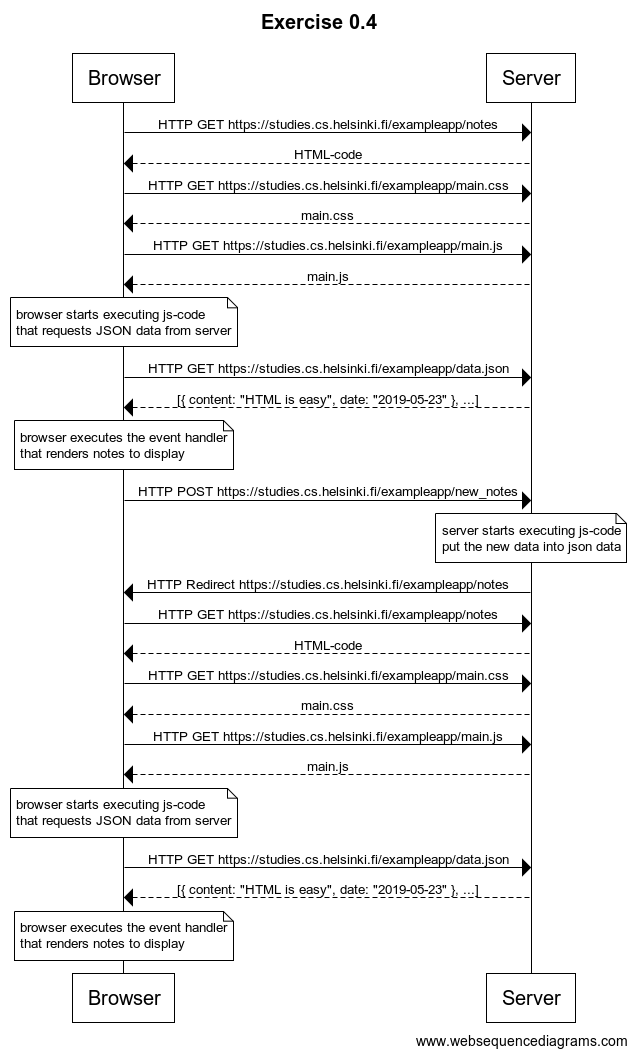 Exercise 0.4
Browser
Server
HTTP GET https://studies.cs.helsinki.fi/exampleapp/notes
HTML-code
HTTP GET https://studies.cs.helsinki.fi/exampleapp/main.css
main.css
HTTP GET https://studies.cs.helsinki.fi/exampleapp/main.js
main.js
browser starts executing js-code
that requests JSON data from server
HTTP GET https://studies.cs.helsinki.fi/exampleapp/data.json
[{ content: "HTML is easy", date: "2019-05-23" }, ...]
browser executes the event handler
that renders notes to display
HTTP POST https://studies.cs.helsinki.fi/exampleapp/new_notes
server starts executing js-code
put the new data into json data
HTTP Redirect https://studies.cs.helsinki.fi/exampleapp/notes
HTTP GET https://studies.cs.helsinki.fi/exampleapp/notes
HTML-code
HTTP GET https://studies.cs.helsinki.fi/exampleapp/main.css
main.css
HTTP GET https://studies.cs.helsinki.fi/exampleapp/main.js
main.js
browser starts executing js-code
that requests JSON data from server
HTTP GET https://studies.cs.helsinki.fi/exampleapp/data.json
[{ content: "HTML is easy", date: "2019-05-23" }, ...]
browser executes the event handler
that renders notes to display
Browser
Server
www.websequencediagrams.com